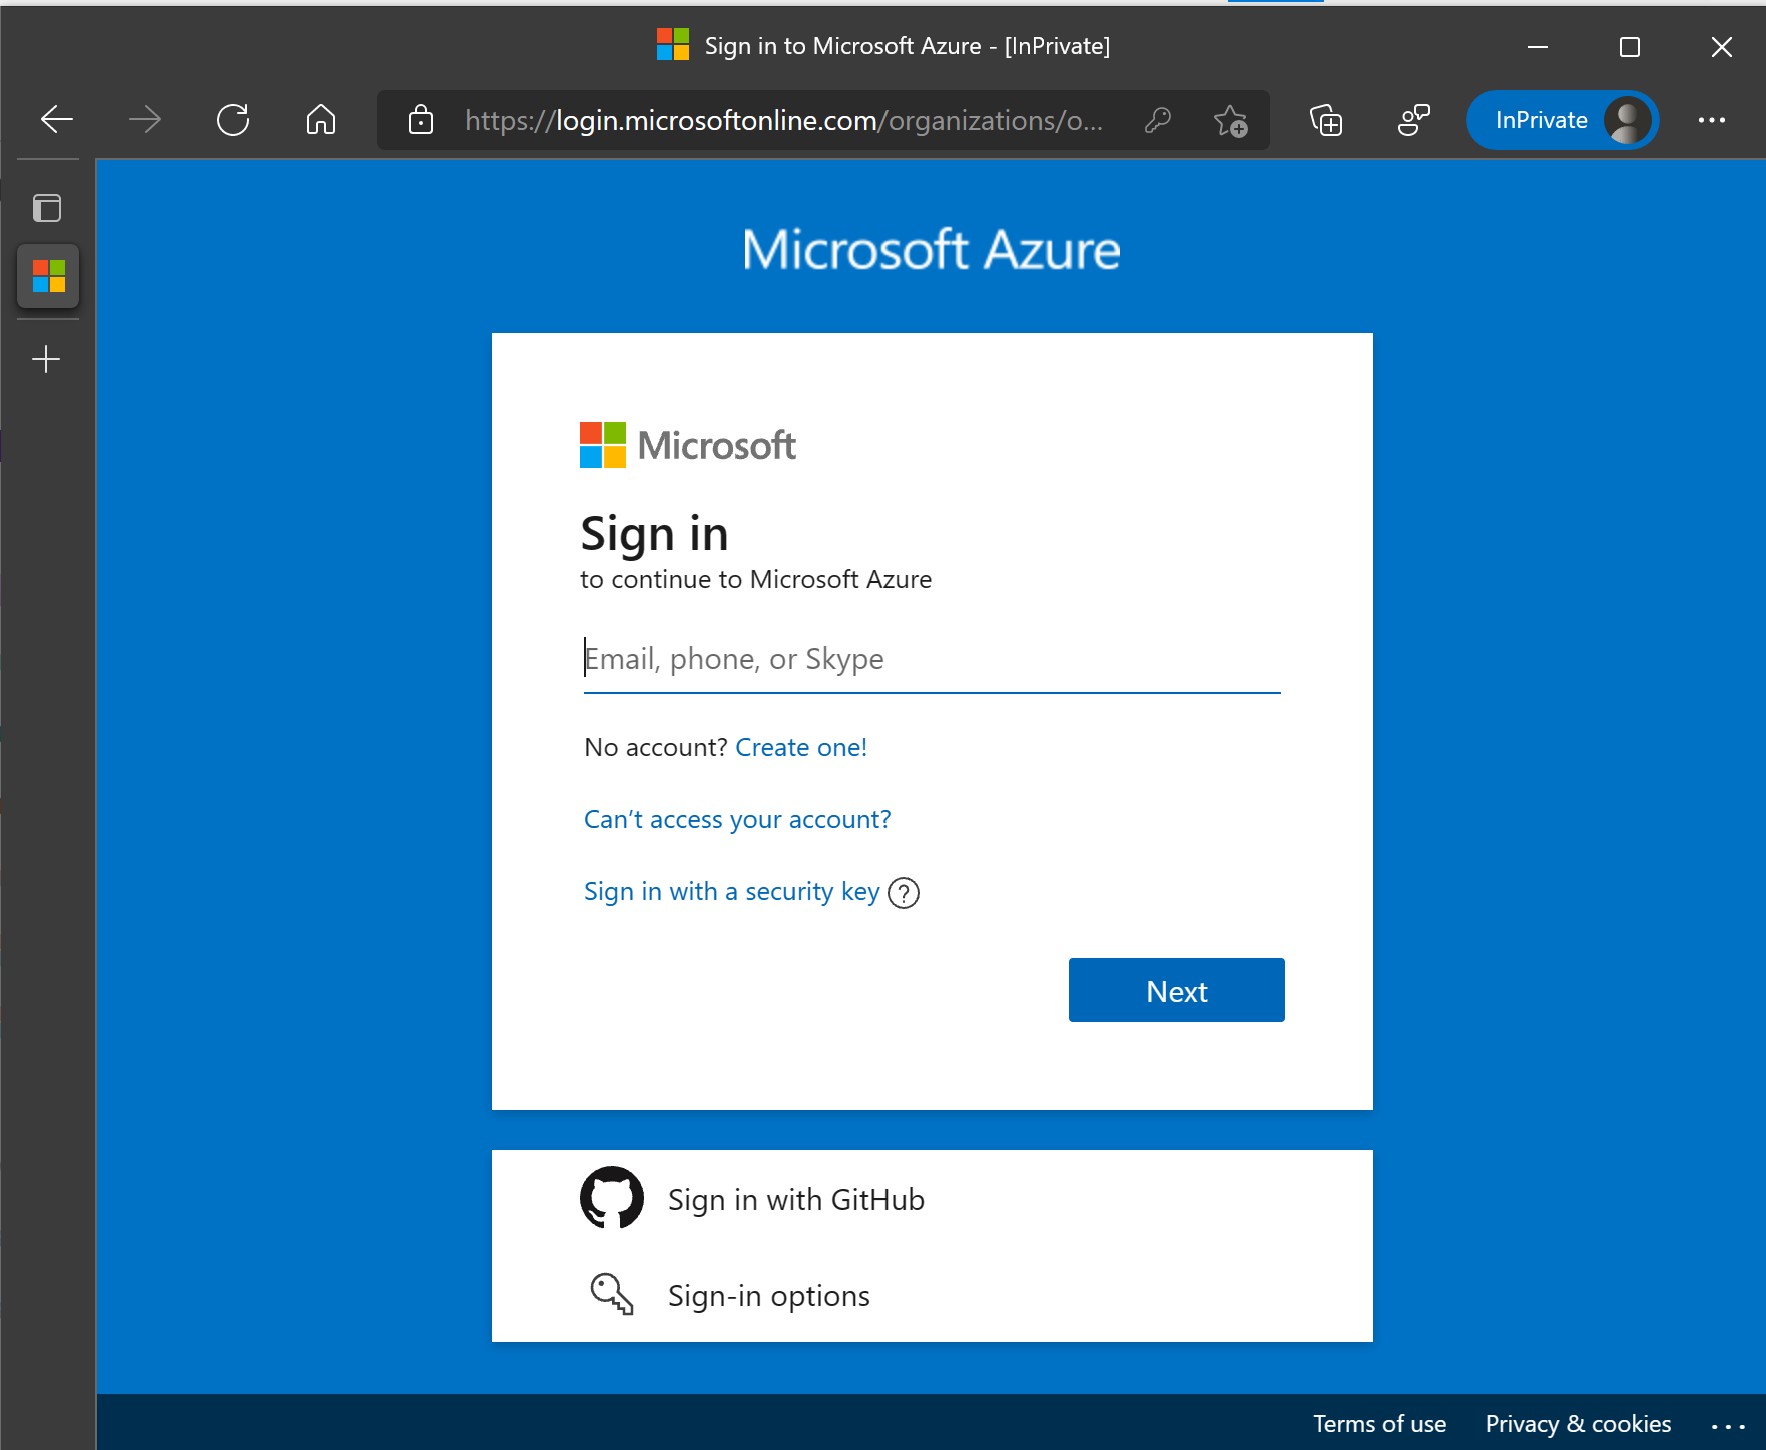 Sign in to Microsoft Azure - [InPrivate]
https://login.microsoftonline.com/organizations/o...
InPrivate
Microsoft Azure
Microsoft
Sign in
to continue to Microsoft Azure
Email, phone, or Skype
No account? Create one!
Can't access your account?
Sign in with a security key ?
Next
Sign in with GitHub
Sign-in options
Terms of use Privacy & cookies ...